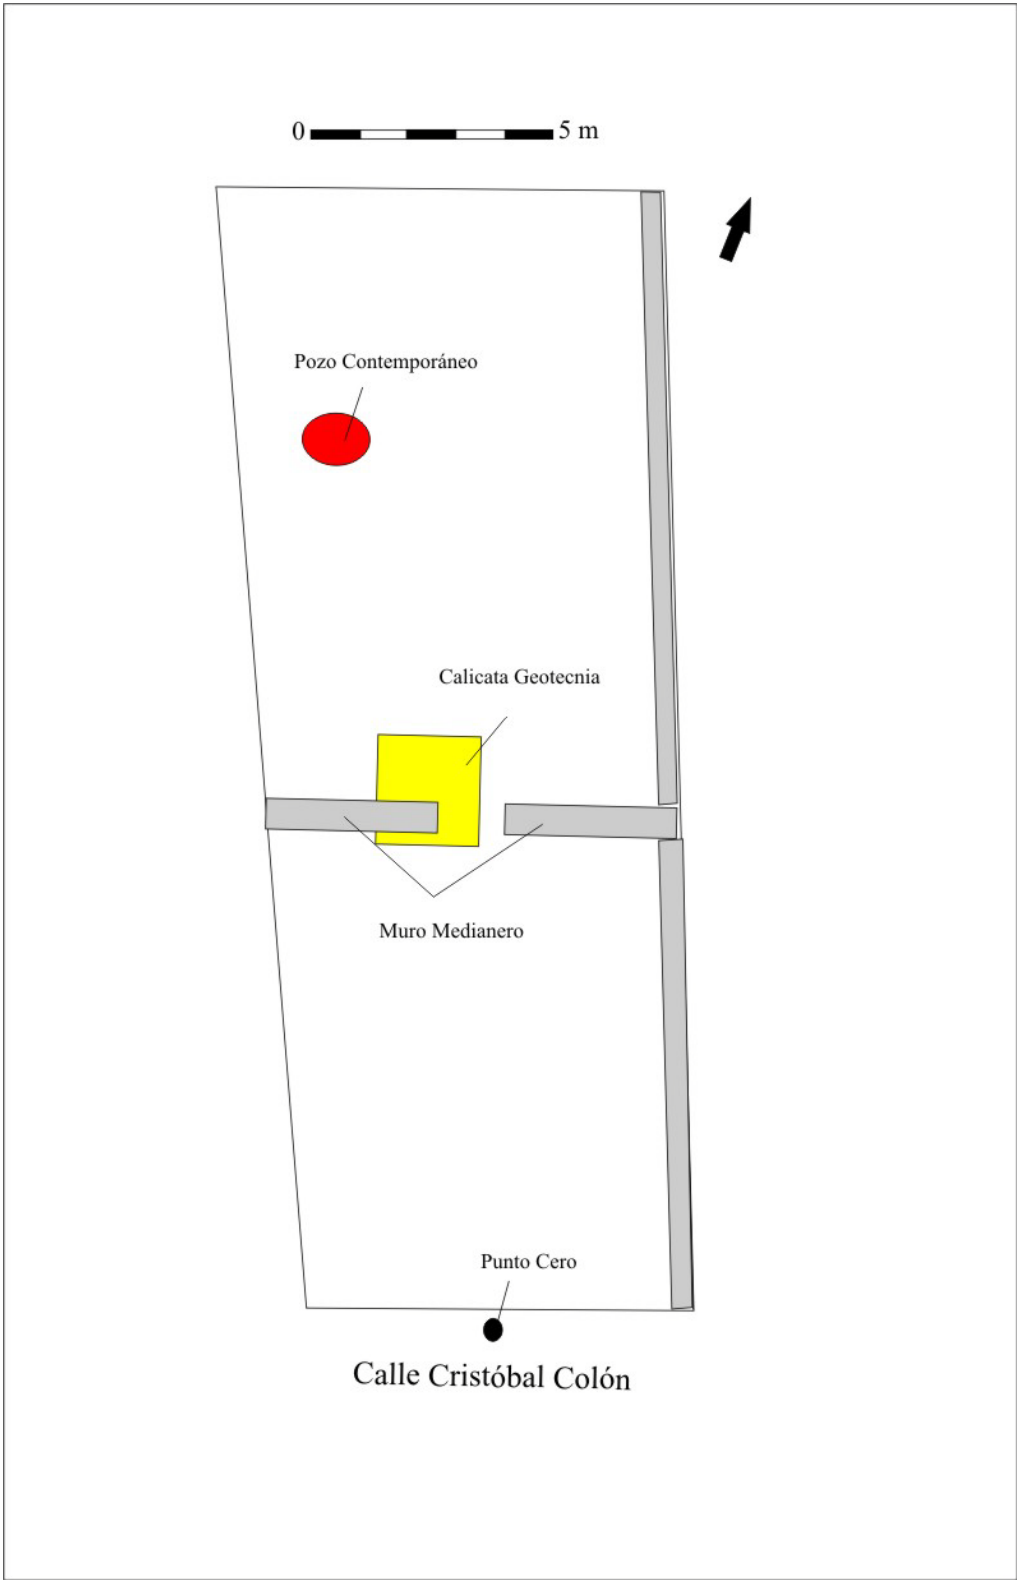 0 5 m
Pozo Contemporáneo
Calicata Geotecnia
Muro Medianero
Punto Cero
Calle Cristóbal Colón